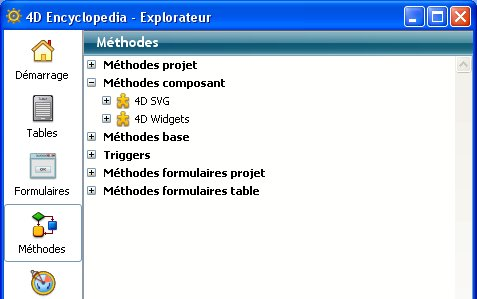 4D Encyclopedia - Explorateur
Méthodes
Démarrage
Tables
Formulaires
Méthodes
Méthodes projet
Méthodes composant
4D SVG
4D Widgets
Méthodes base
Triggers
Méthodes formulaires projet
Méthodes formulaires table